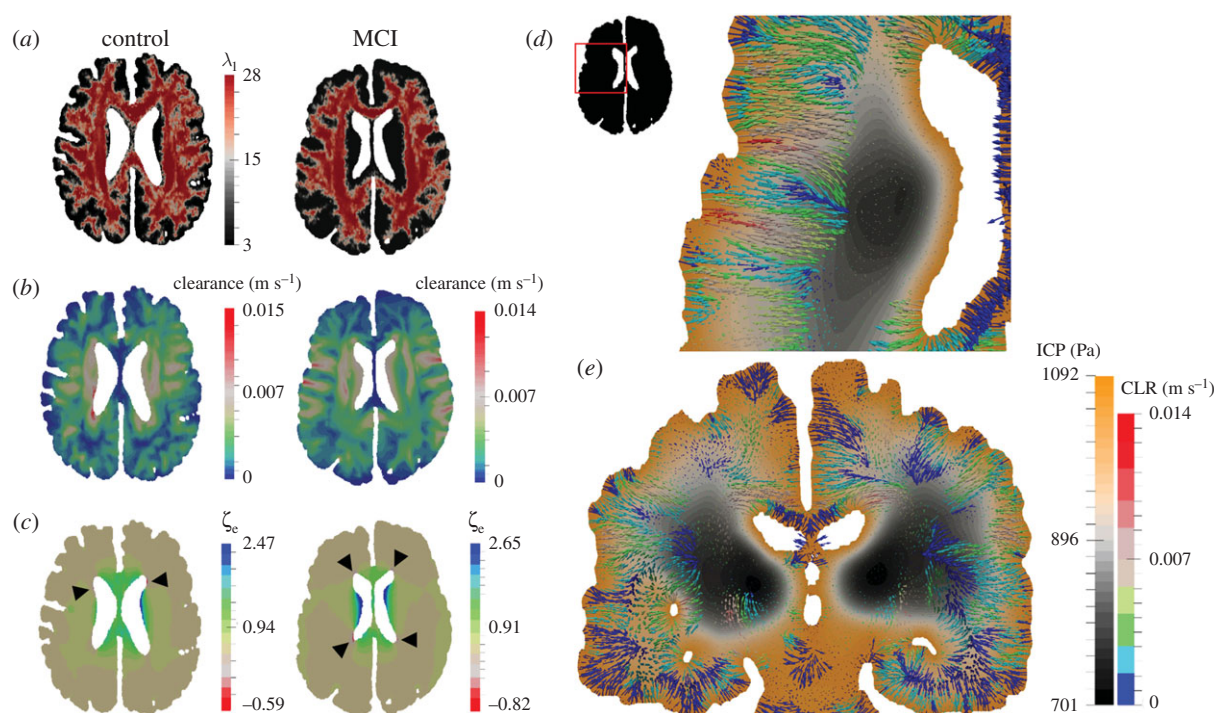 (a)
control
MCI
λ1
28
15
3
(b)
clearance (m s−1)
0.015
0.007
0
clearance (m s−1)
0.014
0.007
0
(c)
ζe
2.47
0.94
−0.59
ζe
2.65
0.91
−0.82
(d)
(e)
ICP (Pa)
1092
896
701
CLR (m s−1)
0.014
0.007
0